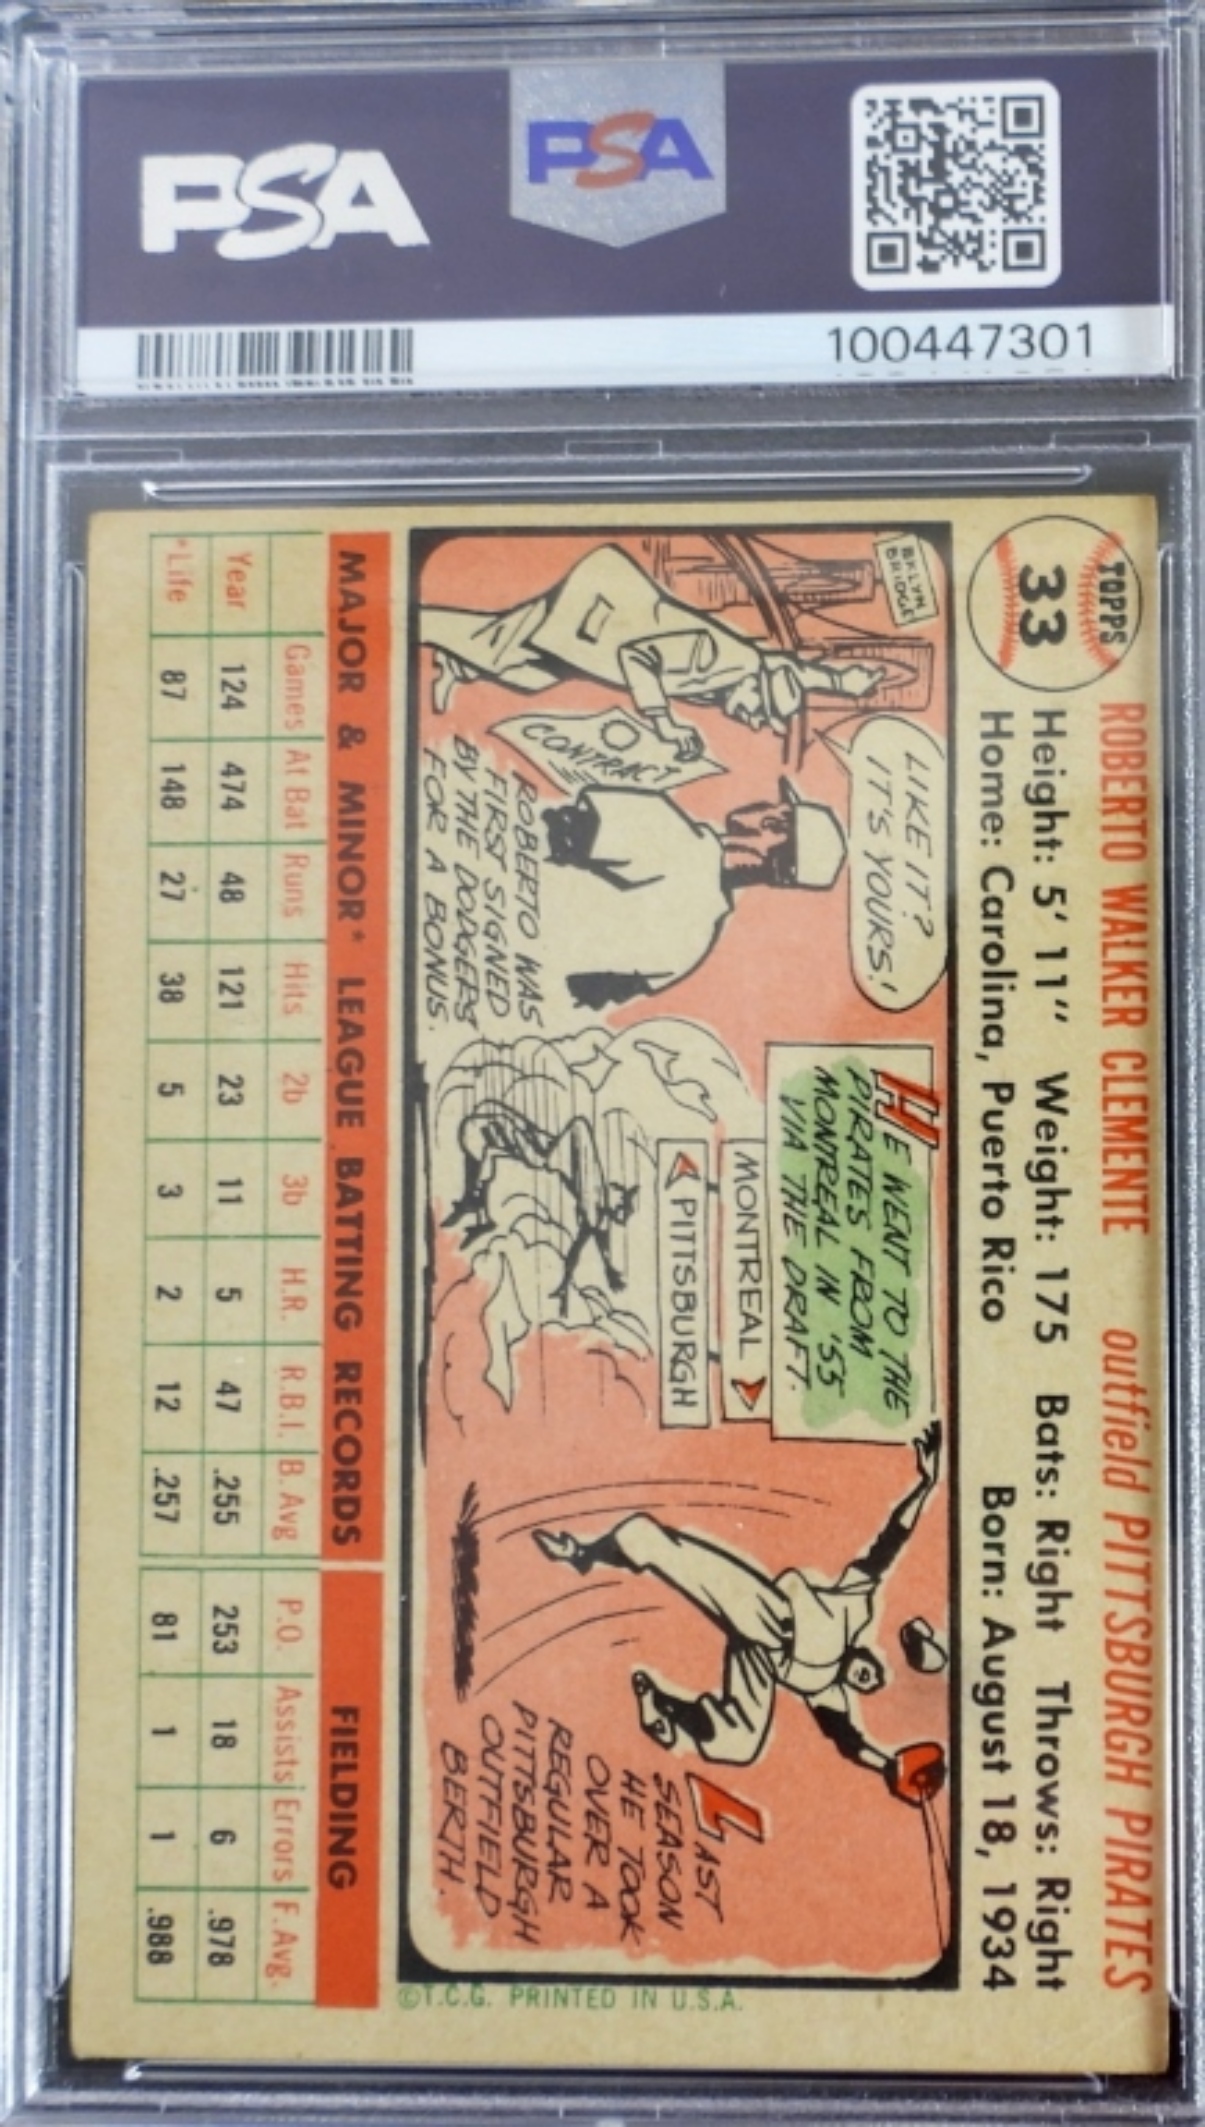 PSA
PSA
100447301
TOPPS
33
ROBERTO WALKER CLEMENTE outfield PITTSBURGH PIRATES
Height: 5' 11" Weight: 175 Bats: Right Throws: Right
Home: Carolina, Puerto Rico Born: August 18, 1934
BKLYN
BRIDGE
LIKE IT?
IT'S YOURS!
CONTRACT
ROBERTO WAS
FIRST SIGNED
BY THE DODGERS
FOR A BONUS.
HE WENT TO THE
PIRATES FROM
MONTREAL IN '55
VIA THE DRAFT.
MONTREAL
PITTSBURGH
LAST
SEASON
HE TOOK
OVER A
REGULAR
PITTSBURGH
OUTFIELD
BERTH.
MAJOR & MINOR* LEAGUE BATTING RECORDS FIELDING
Games At Bat Runs Hits 2b 3b H.R. R.B.I. B. Avg P.O. Assists Errors F. Avg.
Year 124 474 48 121 23 11 5 47 .255 253 18 6 .978
*Life 87 148 27 38 5 3 2 12 .257 81 1 1 .988
©T.C.G. PRINTED IN U.S.A.